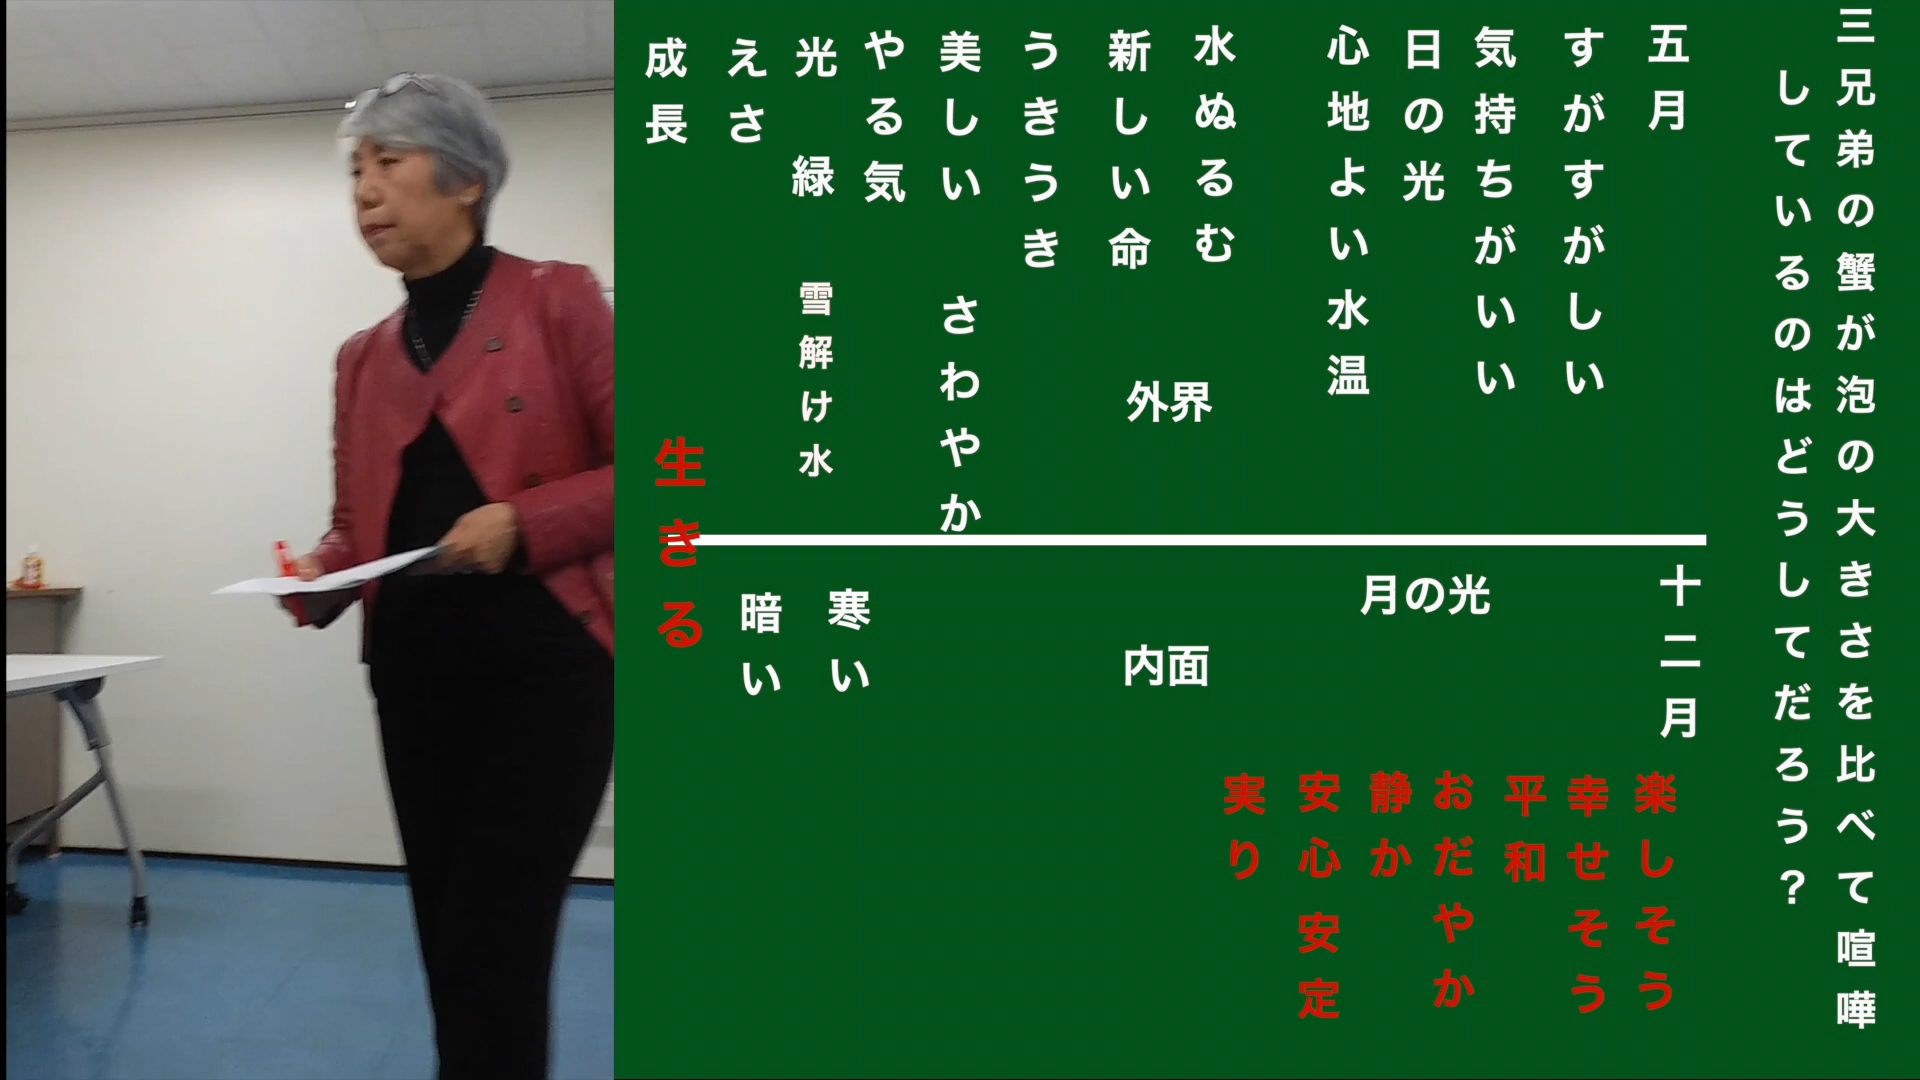 三兄弟の蟹が泡の大きさを比べて喧嘩
しているのはどうしてだろう？
五月
すがすがしい
気持ちがいい
日の光
心地よい水温
水ぬるむ
新しい命
うきうき
美しい さわやか
やる気
光 緑 雪解け水
えさ
成長
外界
生きる
十二月
月の光
内面
寒い
暗い
楽しそう
幸せそう
平和
おだやか
静か
安心 安定
実り